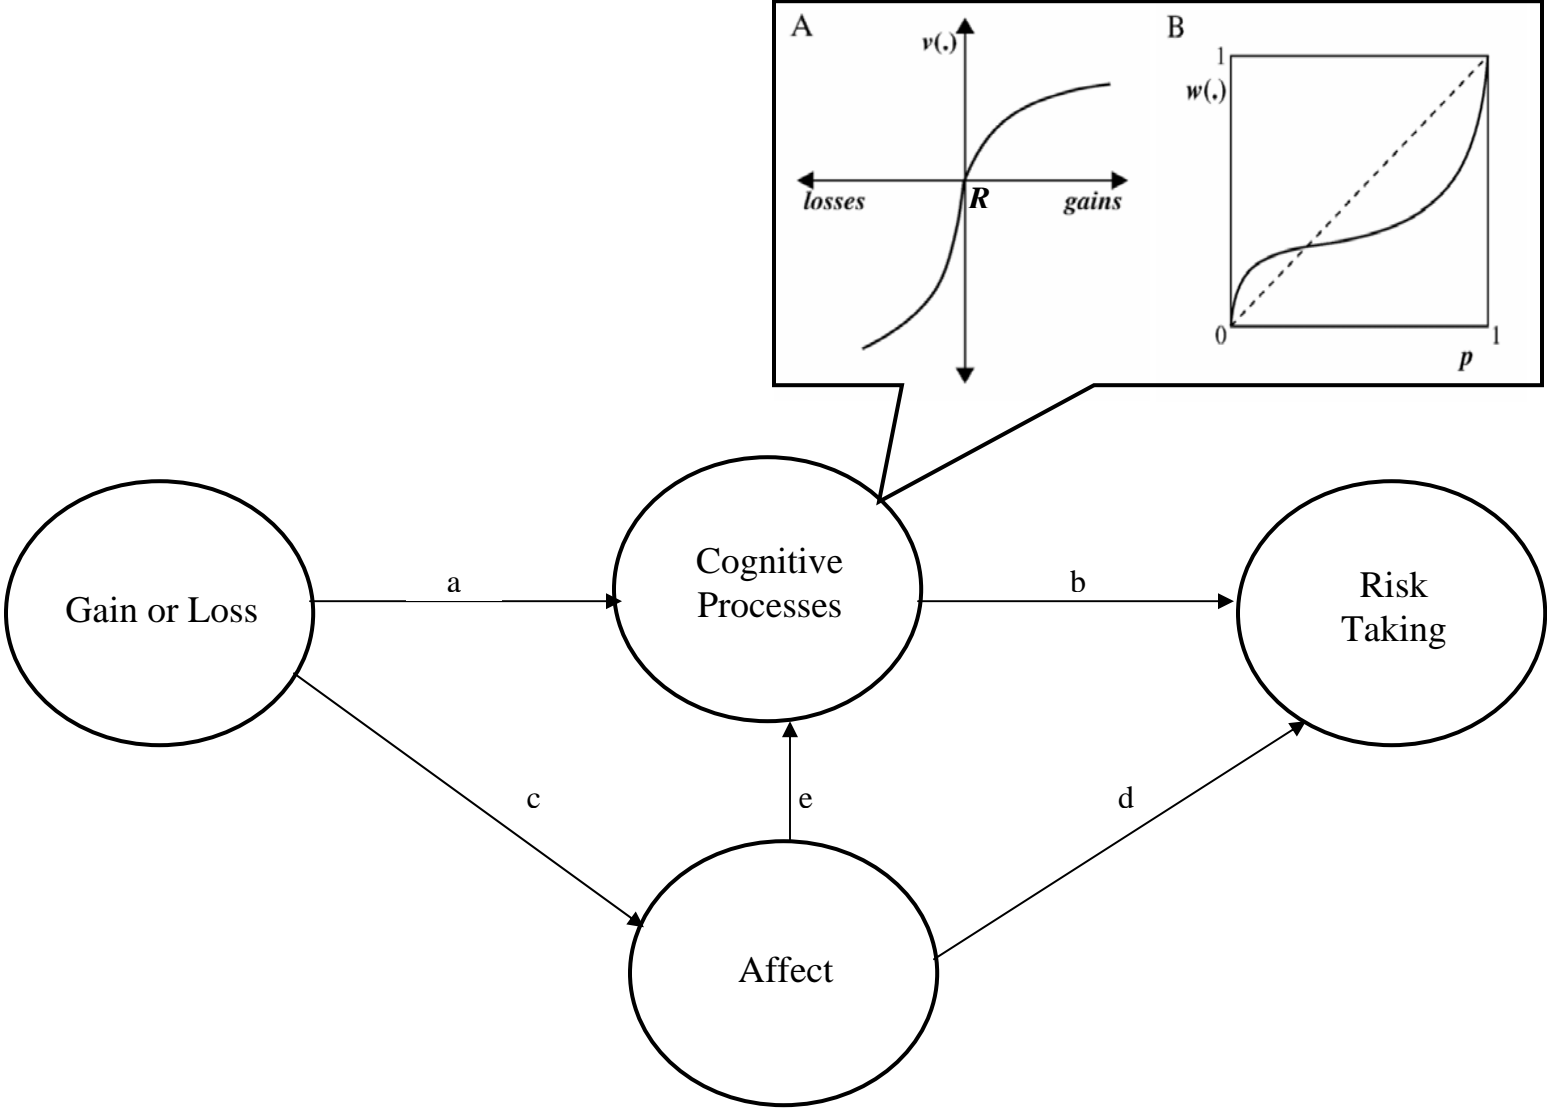 A
v(.)
losses
R
gains
B
1
w(.)
0
1
p
Gain or Loss
a
Cognitive
Processes
b
Risk
Taking
c
e
d
Affect